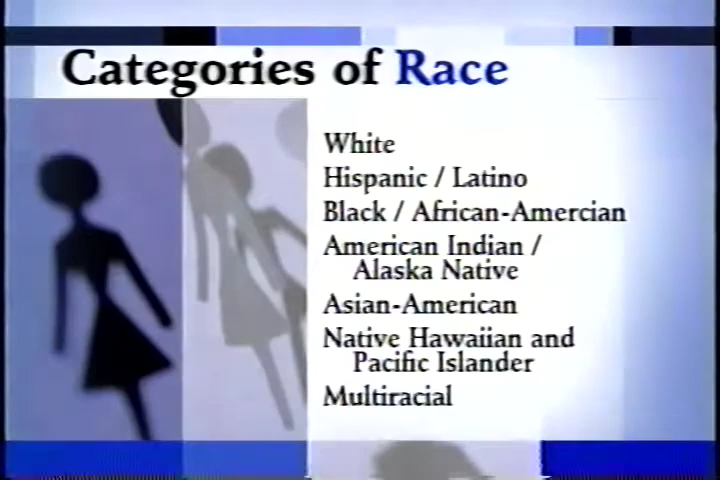 Categories of Race
White
Hispanic / Latino
Black / African-Amercian
American Indian /
Alaska Native
Asian-American
Native Hawaiian and
Pacific Islander
Multiracial